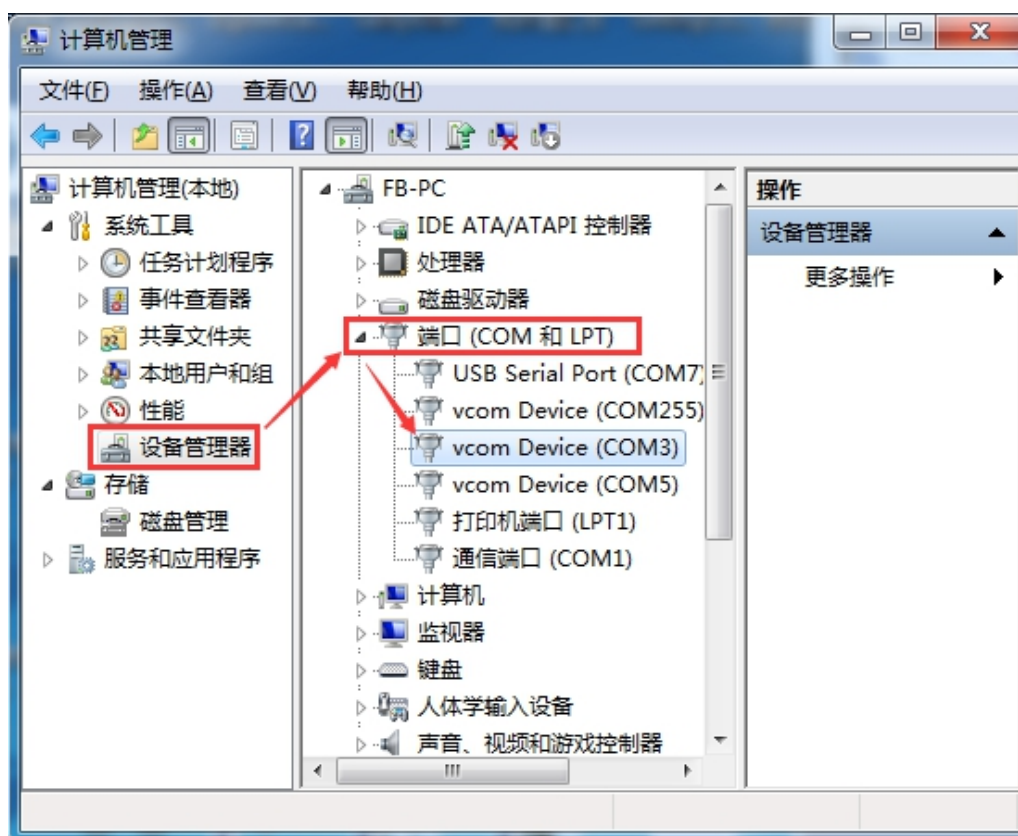 计算机管理
文件(F) 操作(A) 查看(V) 帮助(H)
计算机管理(本地)
系统工具
任务计划程序
事件查看器
共享文件夹
本地用户和组
性能
设备管理器
存储
磁盘管理
服务和应用程序
FB-PC
IDE ATA/ATAPI 控制器
处理器
磁盘驱动器
端口 (COM 和 LPT)
USB Serial Port (COM7)
vcom Device (COM255)
vcom Device (COM3)
vcom Device (COM5)
打印机端口 (LPT1)
通信端口 (COM1)
计算机
监视器
键盘
人体学输入设备
声音、视频和游戏控制器
操作
设备管理器
更多操作